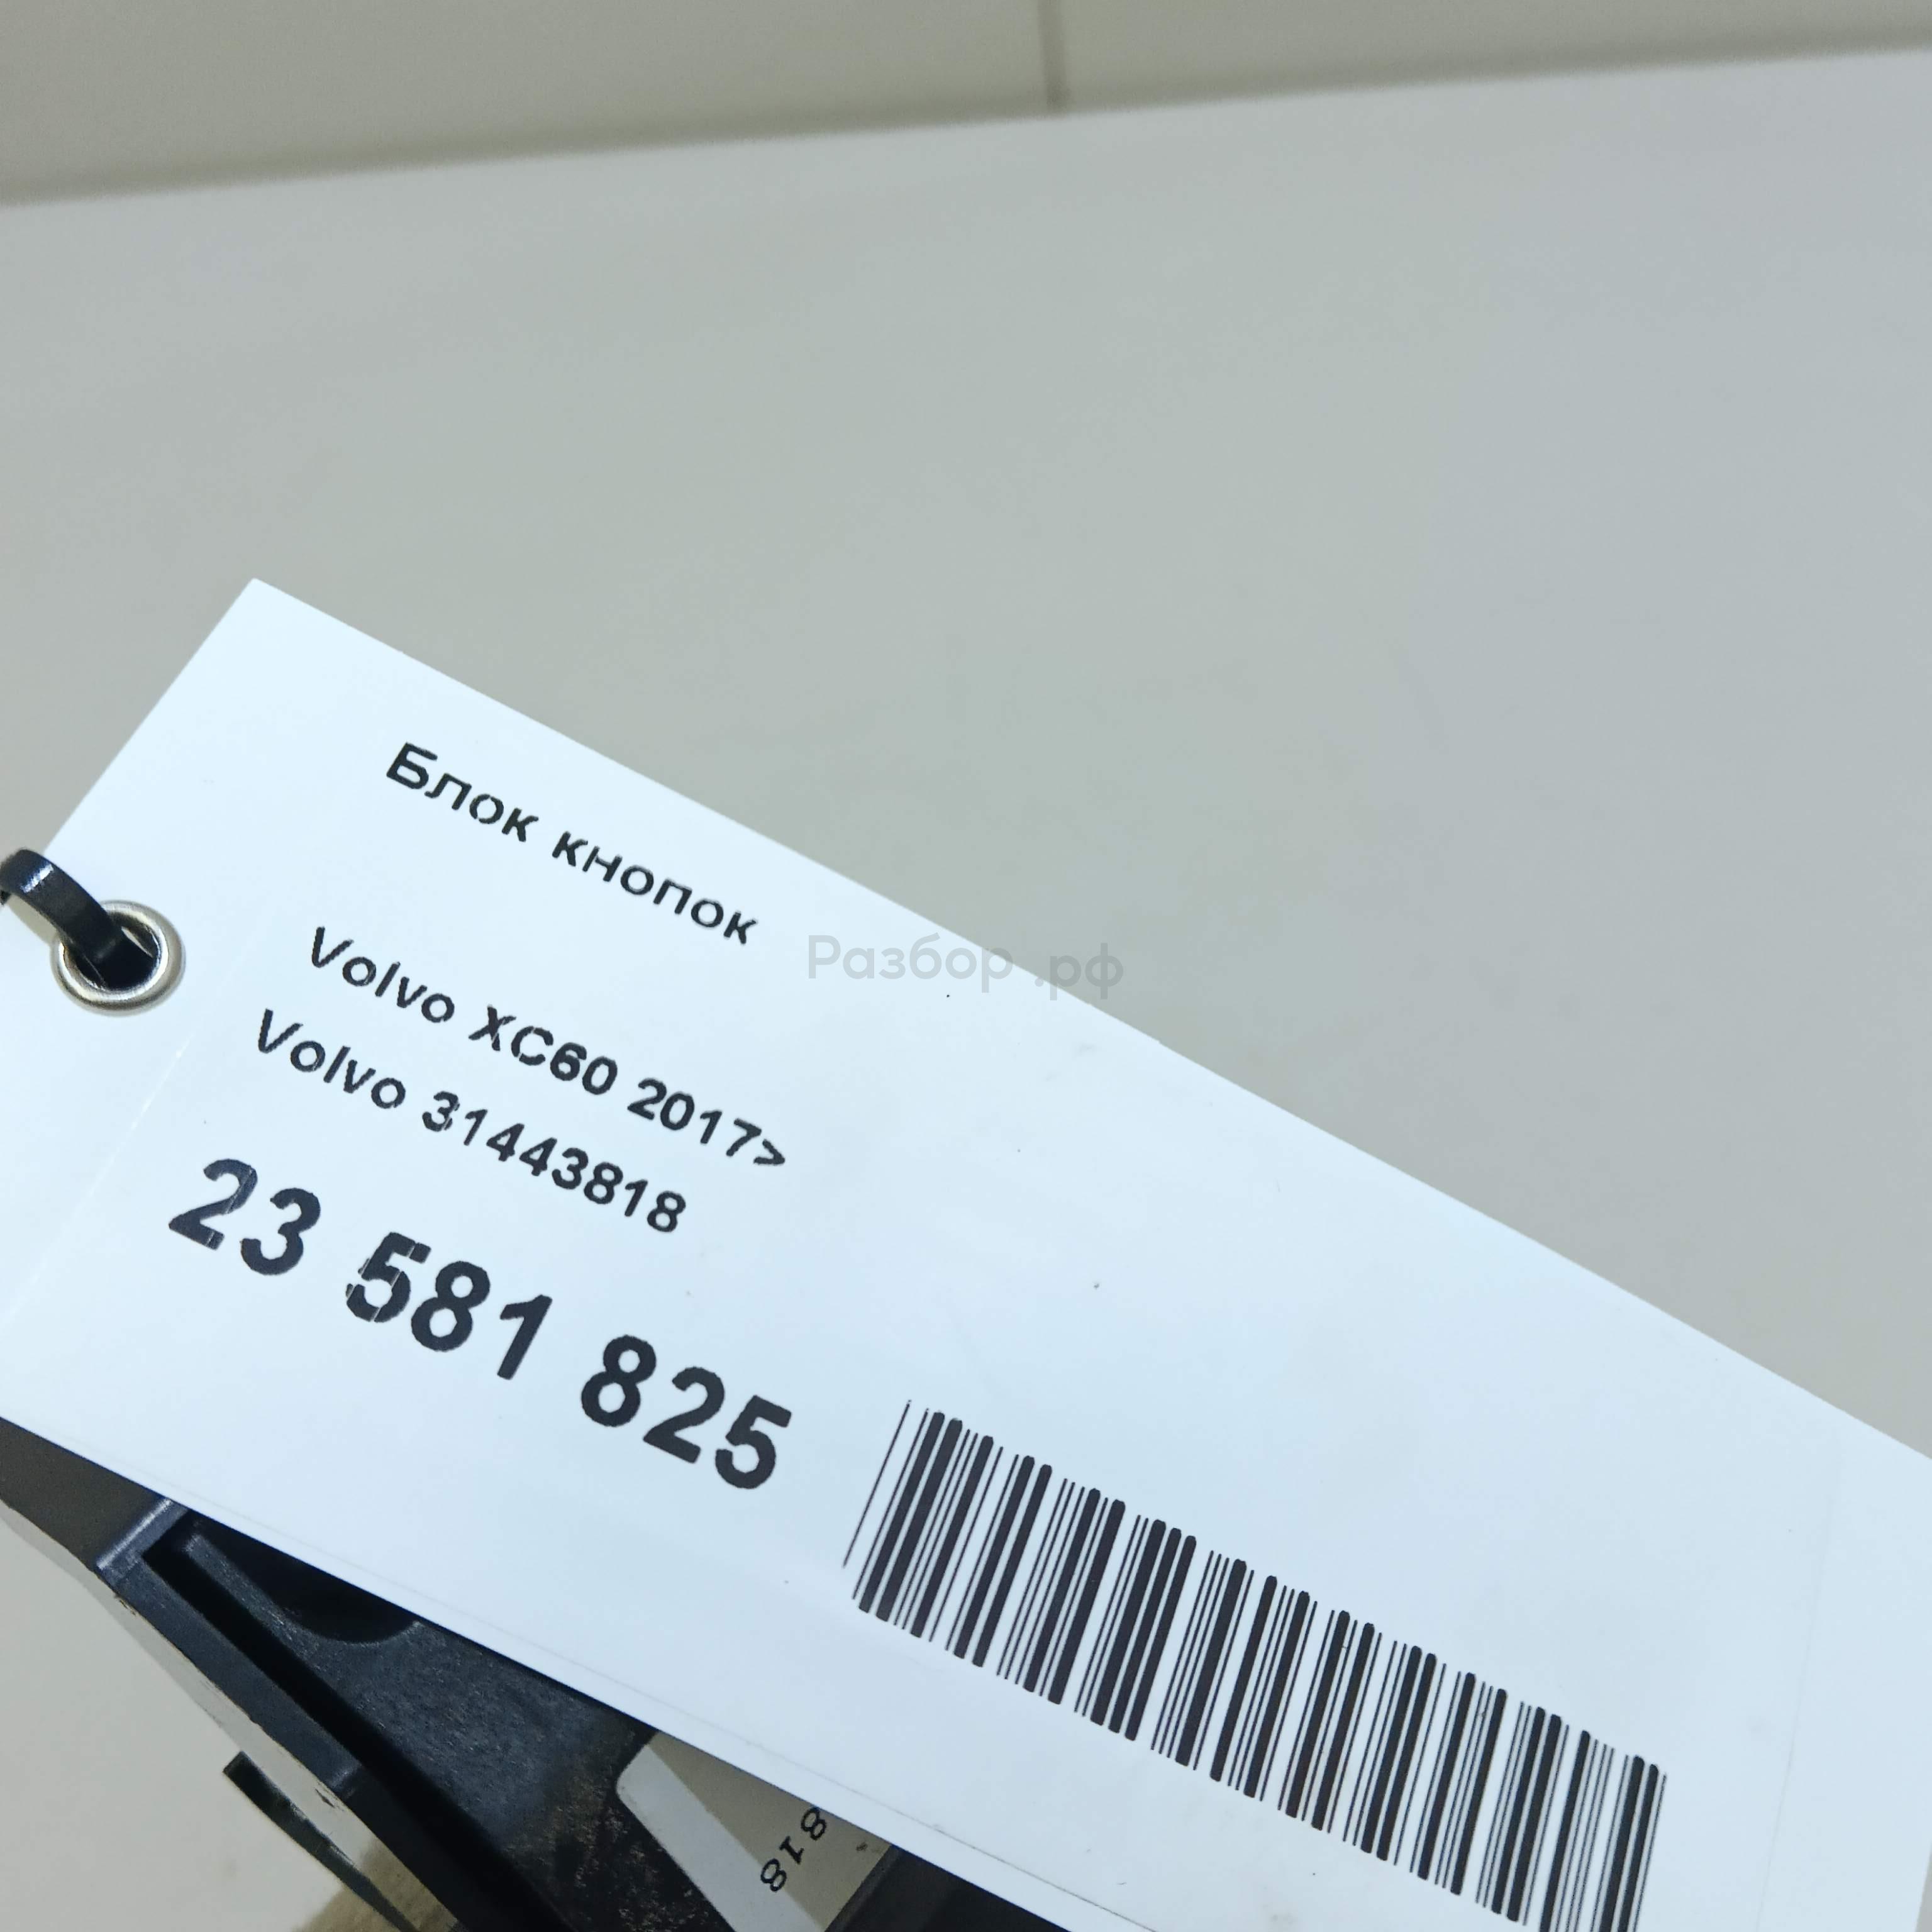 Блок кнопок
Разбор.рф
Volvo XC60 2017>
Volvo 31443818
23 581 825
818